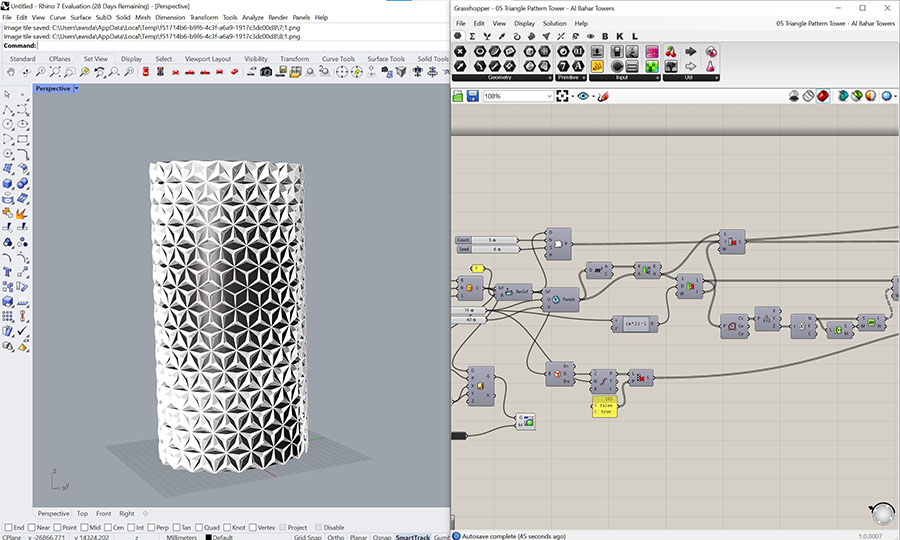 Untitled - Rhino 7 Evaluation (28 Days Remaining) - [Perspective]
File Edit View Curve Surface SubD Solid Mesh Dimension Transform Tools Analyze Render Panels Help
Image tile saved: C:\Users\awsda\AppData\Local\Temp\f51714b6-b9f6-4c3f-a6a9-1917c3dc00d8\7;1.png
Image tile saved: C:\Users\awsda\AppData\Local\Temp\f51714b6-b9f6-4c3f-a6a9-1917c3dc00d8\8;1.png
Command:
Standard CPlanes Set View Display Select Viewport Layout Visibility Transform Curve Tools Surface Tools Solid Tools
Perspective
z
y
Perspective Top Front Right
End Near Point Mid Cen Int Perp Tan Quad Knot Vertex Project Disable
CPlane x -26866.771 y 14324.202 z Millimeters Default Grid Snap Ortho Planar Osnap SmartTrack Gum
Grasshopper - 05 Triangle Pattern Tower - Al Bahar Towers
File Edit View Display Solution Help
05 Triangle Pattern Tower - Al Bahar Towers
B K L
Geometry Primitive Input Util
108%
Count 5
Seed 4
RecSrf
Srf
Panels
(x*2)-1
15
40
{0}
0 false
1 true
Autosave complete (45 seconds ago)
1.0.0007